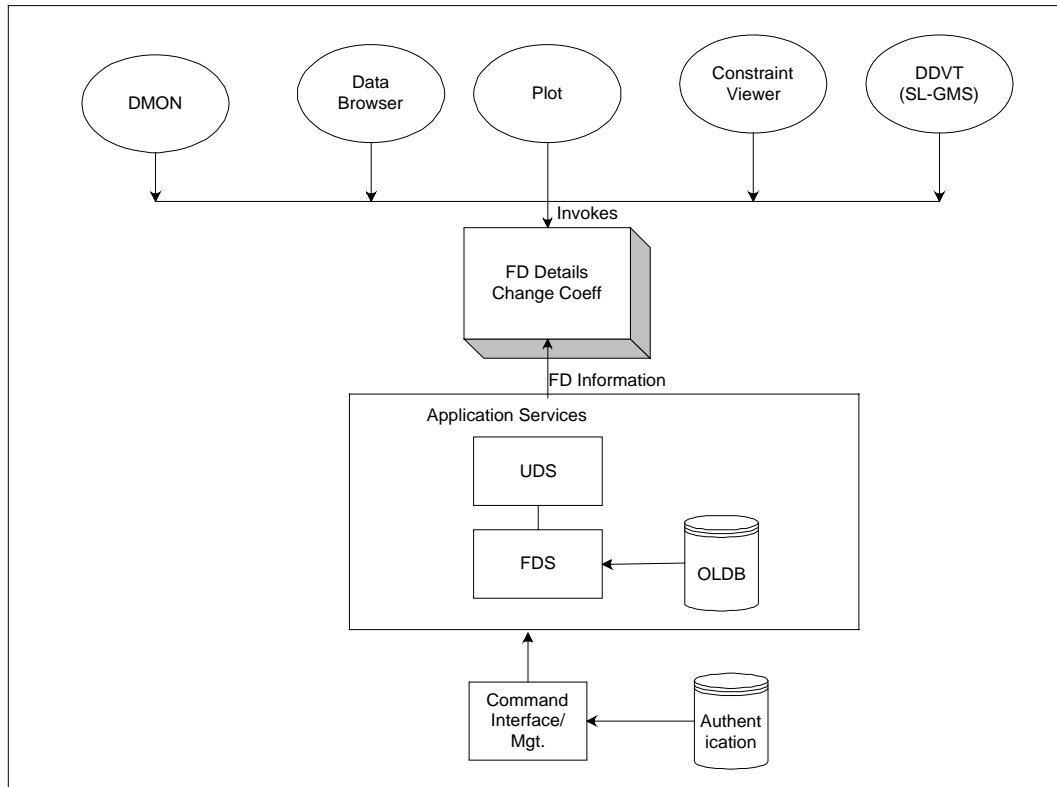 DMON
Data
Browser
Plot
Constraint
Viewer
DDVT
(SL-GMS)
Invokes
FD Details
Change Coeff
FD Information
Application Services
UDS
FDS
OLDB
Command
Interface/
Mgt.
Authent
ication